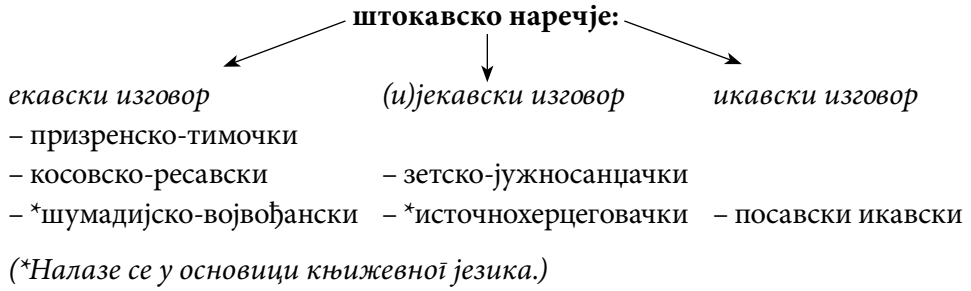 штокавско наречје:
екавски изговор (и)јекавски изговор икавски изговор
– призренско-тимочки
– косовско-ресавски – зетско-јужносанџачки
– *шумадијско-војвођански – *источнохерцеговачки – посавски икавски
(*Налазе се у основици књижевног језика.)